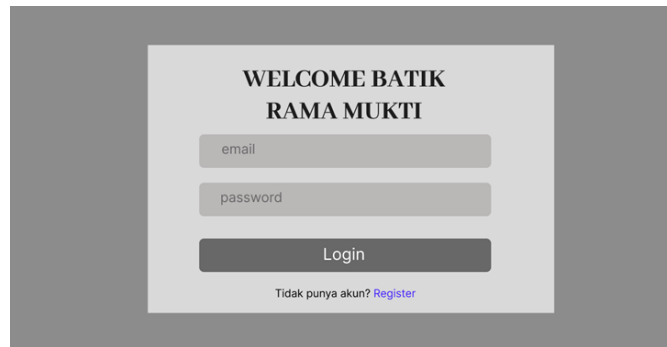 WELCOME BATIK
RAMA MUKTI
email
password
Login
Tidak punya akun? Register